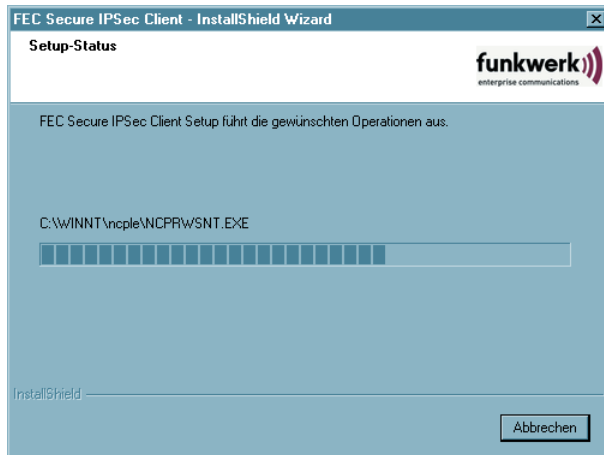 FEC Secure IPSec Client - InstallShield Wizard
Setup-Status
funkwerk
enterprise communications
FEC Secure IPSec Client Setup führt die gewünschten Operationen aus.
C:\WINNT\ncple\NCPRWSNT.EXE
InstallShield
Abbrechen